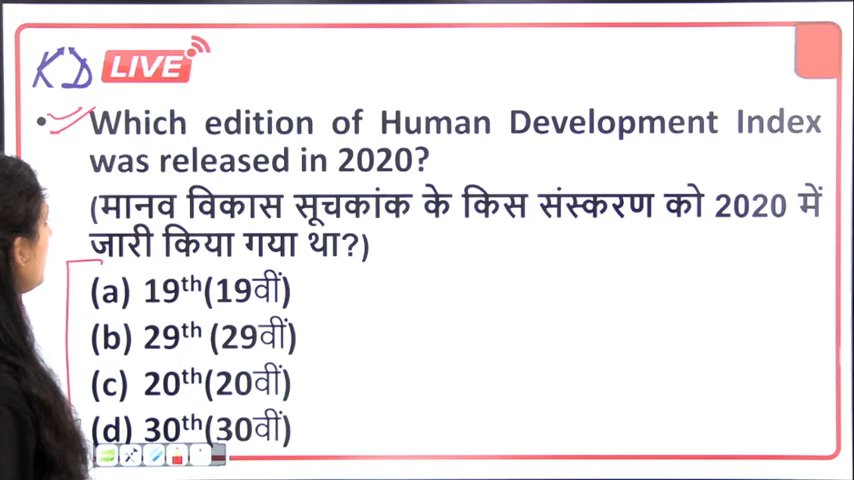 KD LIVE
• Which edition of Human Development Index
was released in 2020?
(मानव विकास सूचकांक के किस संस्करण को 2020 में
जारी किया गया था?)
(a) 19th(19वीं)
(b) 29th (29वीं)
(c) 20th(20वीं)
(d) 30th(30वीं)